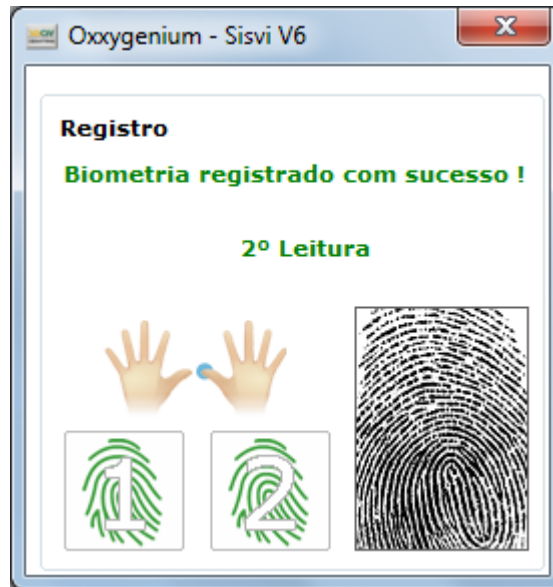 Oxxygenium - Sisvi V6
Registro
Biometria registrado com sucesso !
2º Leitura
1 2